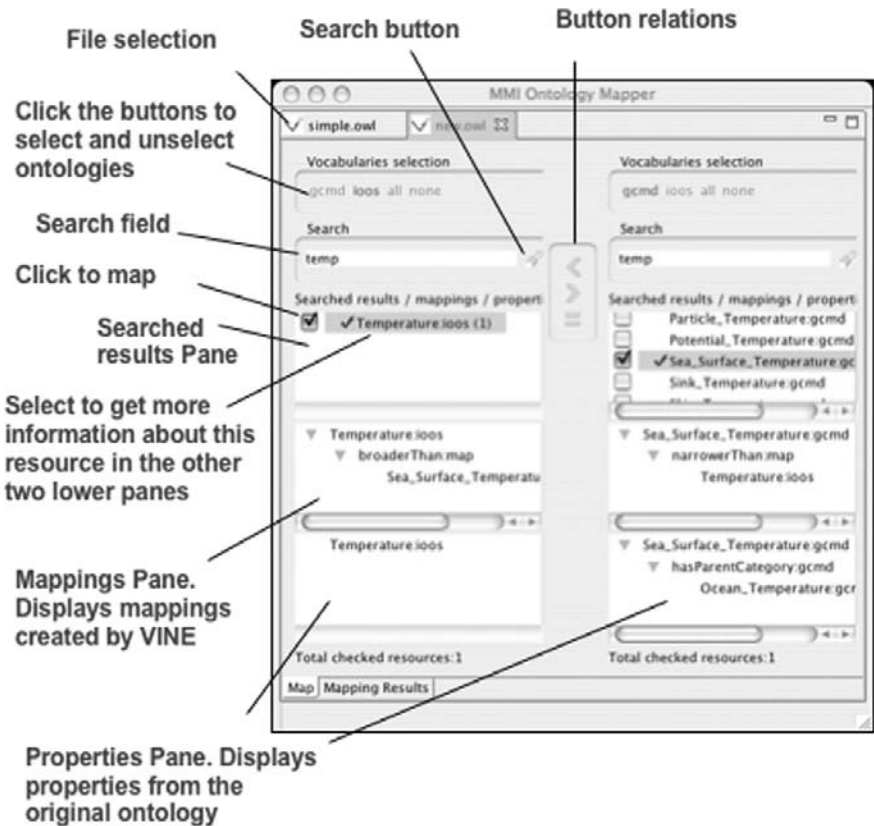 File selection
Search button
Button relations
Click the buttons to
select and unselect
ontologies
Search field
Click to map
Searched
results Pane
Select to get more
information about this
resource in the other
two lower panes
Mappings Pane.
Displays mappings
created by VINE
Properties Pane. Displays
properties from the
original ontology
MMI Ontology Mapper
simple.owl
new.owl
Vocabularies selection
gcmd ioos all none
Search
temp
Searched results / mappings / properti
Temperature:ioos (1)
Temperature:ioos
broaderThan:map
Sea_Surface_Temperatu
Temperature:ioos
Total checked resources:1
<
>
=
Vocabularies selection
gcmd ioos all none
Search
temp
Searched results / mappings / propertie
Particle_Temperature:gcmd
Potential_Temperature:gcmd
Sea_Surface_Temperature:gc
Sink_Temperature:gcmd
Sea_Surface_Temperature:gcmd
narrowerThan:map
Temperature:ioos
Sea_Surface_Temperature:gcmd
hasParentCategory:gcmd
Ocean_Temperature:gcr
Total checked resources:1
Map
Mapping Results